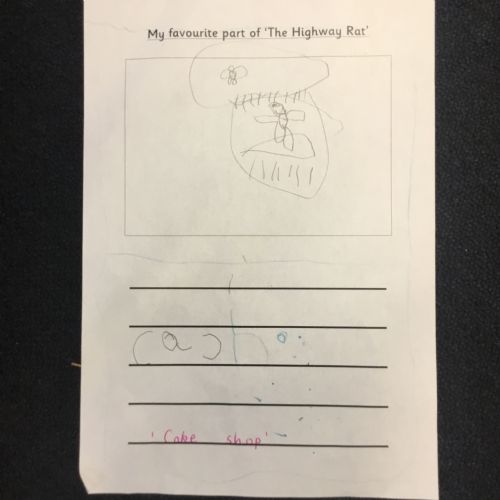 My favourite part of 'The Highway Rat'
'Cake shop'